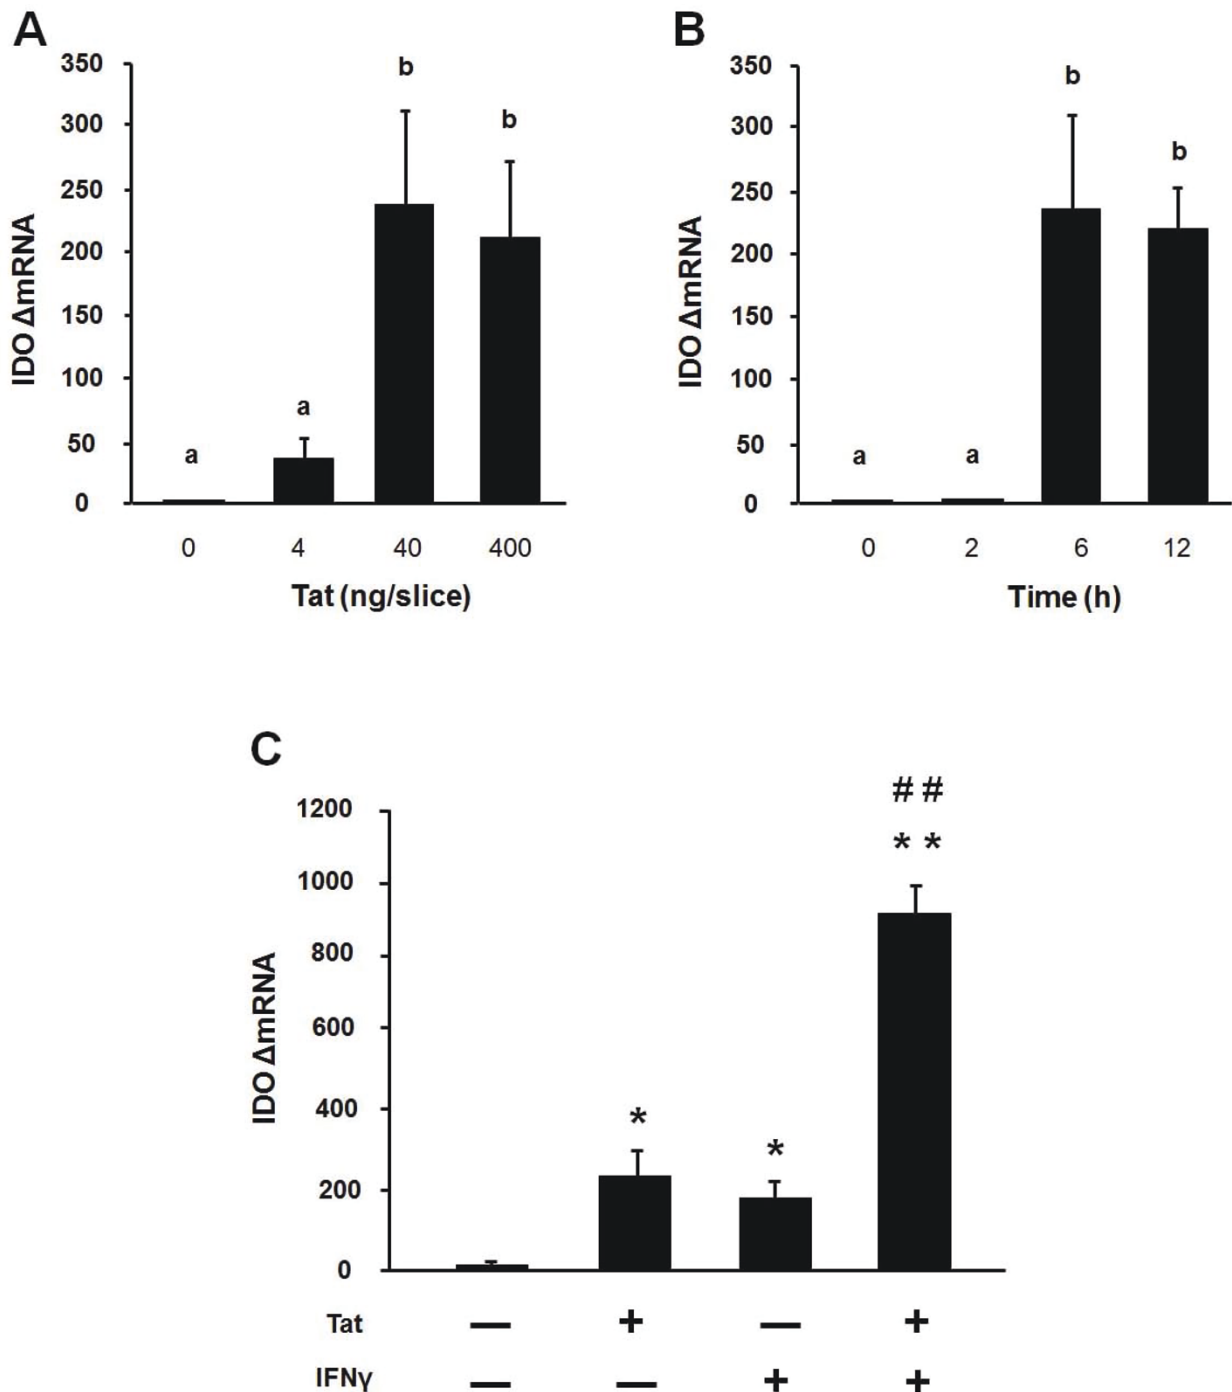 A
350
300
250
200
150
100
50
0
IDO ΔmRNA
a
a
b
b
0 4 40 400
Tat (ng/slice)
B
350
300
250
200
150
100
50
0
IDO ΔmRNA
a
a
b
b
0 2 6 12
Time (h)
C
1200
1000
800
600
400
200
0
IDO ΔmRNA
*
*
##
**
Tat — + — +
IFNγ — — + +